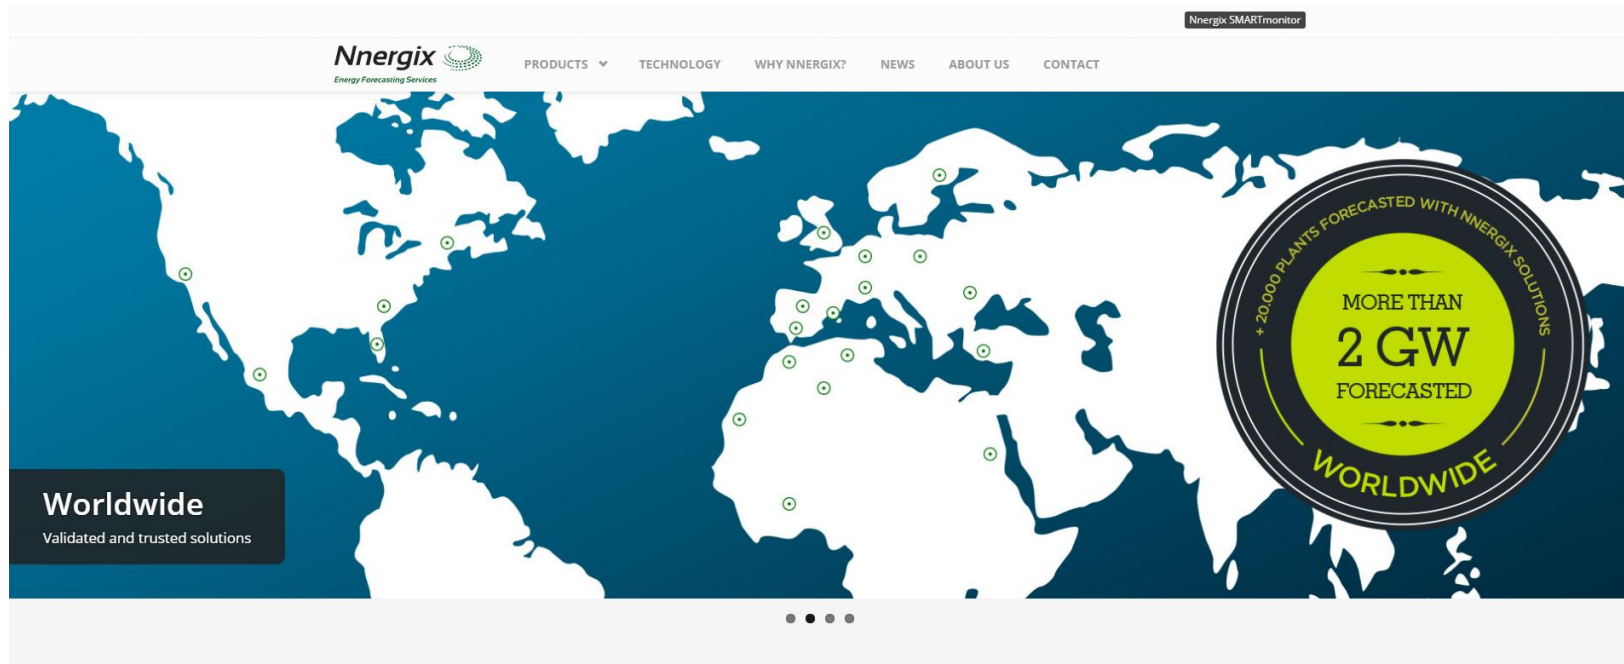 Nnergix SMARTmonitor
Nnergix
Energy Forecasting Services
PRODUCTS
TECHNOLOGY
WHY NNERGIX?
NEWS
ABOUT US
CONTACT
+ 20.000 PLANTS FORECASTED WITH NNERGIX SOLUTIONS
MORE THAN
2 GW
FORECASTED
WORLDWIDE
Worldwide
Validated and trusted solutions